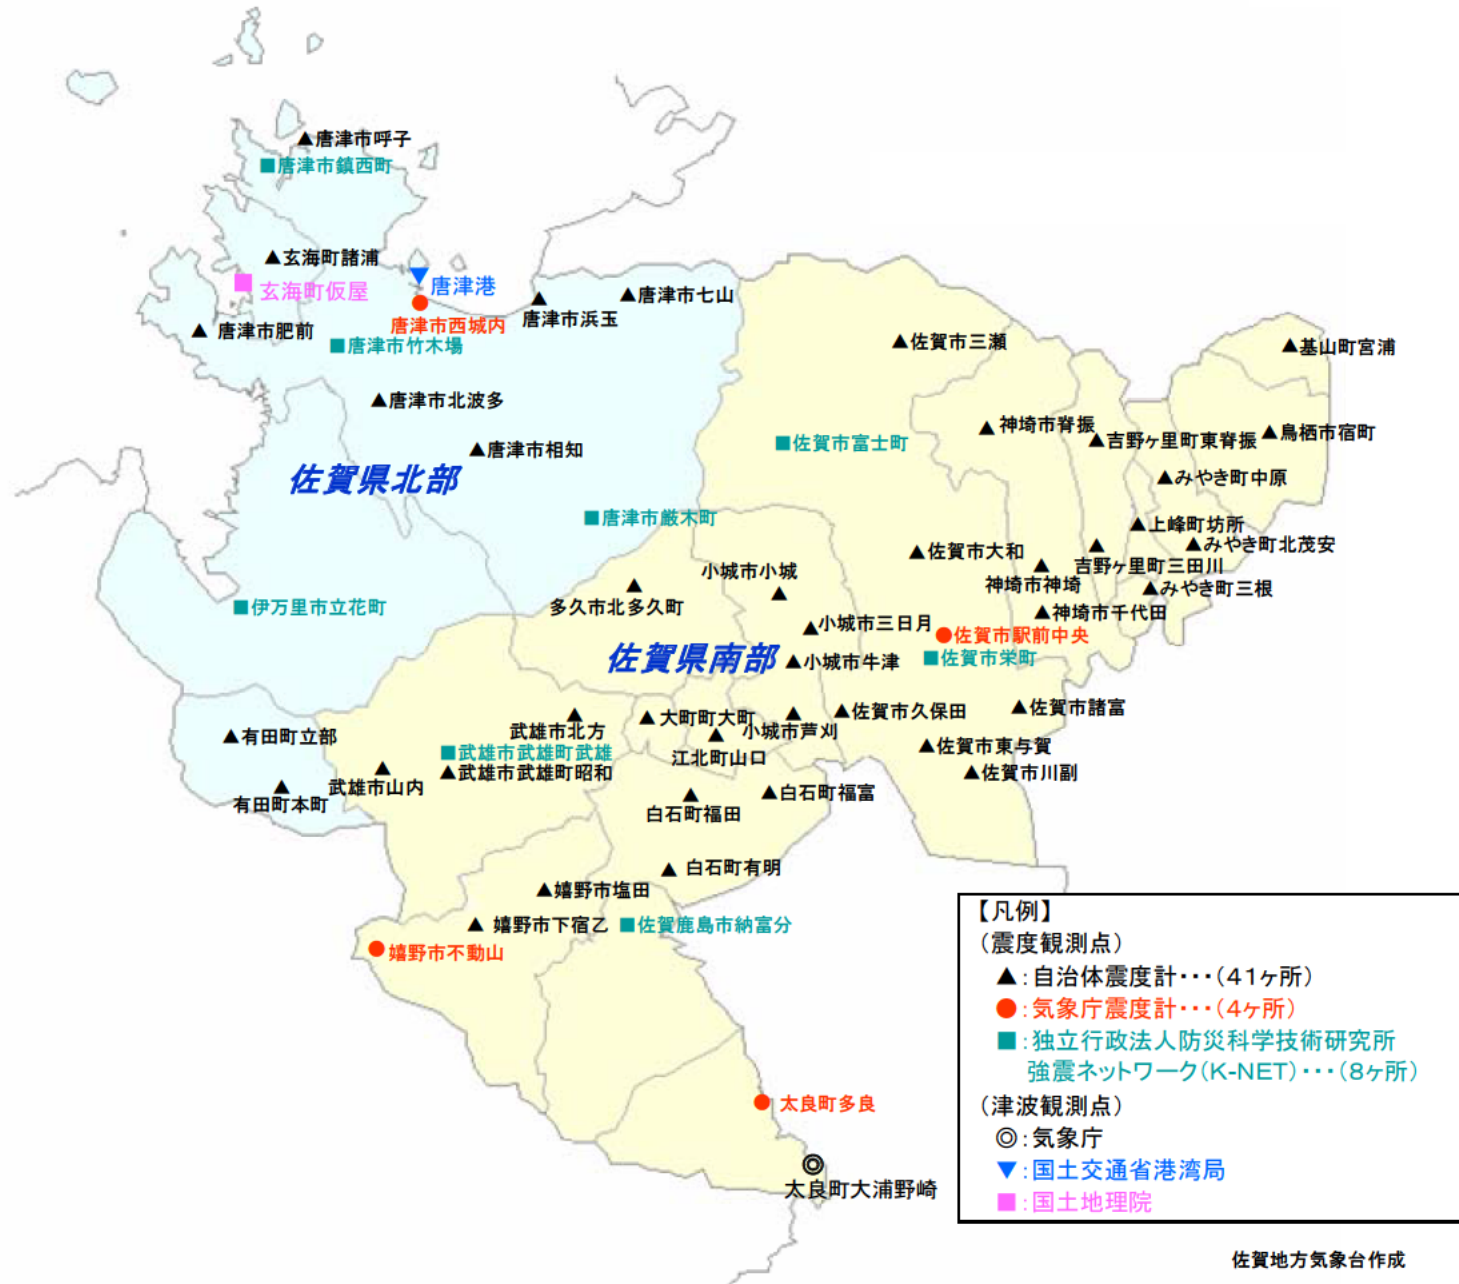 ▲唐津市呼子
■唐津市鎮西町
▲玄海町諸浦
■玄海町仮屋
▼唐津港
●唐津市西城内
▲唐津市浜玉
▲唐津市七山
▲唐津市肥前
■唐津市竹木場
▲唐津市北波多
▲唐津市相知
佐賀県北部
■唐津市厳木町
■伊万里市立花町
▲有田町立部
▲有田町本町
▲佐賀市三瀬
▲基山町宮浦
▲神埼市脊振
▲吉野ヶ里町東脊振
▲鳥栖市宿町
■佐賀市富士町
▲みやき町中原
▲上峰町坊所
▲みやき町北茂安
▲佐賀市大和
▲吉野ヶ里町三田川
▲神埼市神埼
▲みやき町三根
▲神埼市千代田
▲小城市小城
▲多久市北多久町
▲小城市三日月
●佐賀市駅前中央
■佐賀市栄町
佐賀県南部
▲小城市牛津
▲武雄市北方
▲大町町大町
▲小城市芦刈
▲佐賀市久保田
▲佐賀市諸富
▲江北町山口
▲佐賀市東与賀
▲佐賀市川副
■武雄市武雄町武雄
▲武雄市武雄町昭和
▲武雄市山内
▲白石町福田
▲白石町福富
▲白石町有明
▲嬉野市塩田
▲嬉野市下宿乙
■佐賀鹿島市納富分
●嬉野市不動山
●太良町多良
◎太良町大浦野崎
【凡例】
(震度観測点)
▲:自治体震度計・・・(41ヶ所)
●:気象庁震度計・・・(4ヶ所)
■:独立行政法人防災科学技術研究所
強震ネットワーク(K-NET)・・・(8ヶ所)
(津波観測点)
◎:気象庁
▼:国土交通省港湾局
■:国土地理院
佐賀地方気象台作成